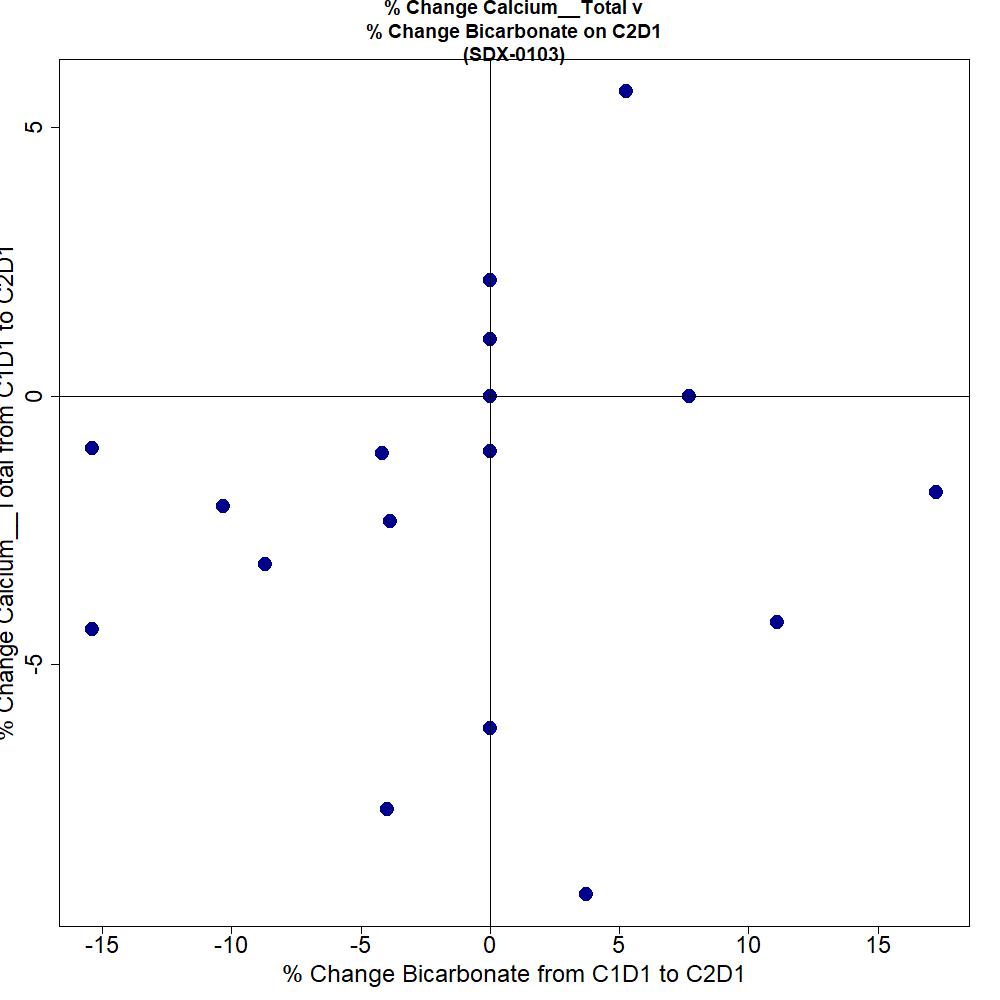 % Change Calcium__Total v
% Change Bicarbonate on C2D1
(SDX-0103)
% Change Calcium__Total from C1D1 to C2D1
5
0
-5
-15
-10
-5
0
5
10
15
% Change Bicarbonate from C1D1 to C2D1